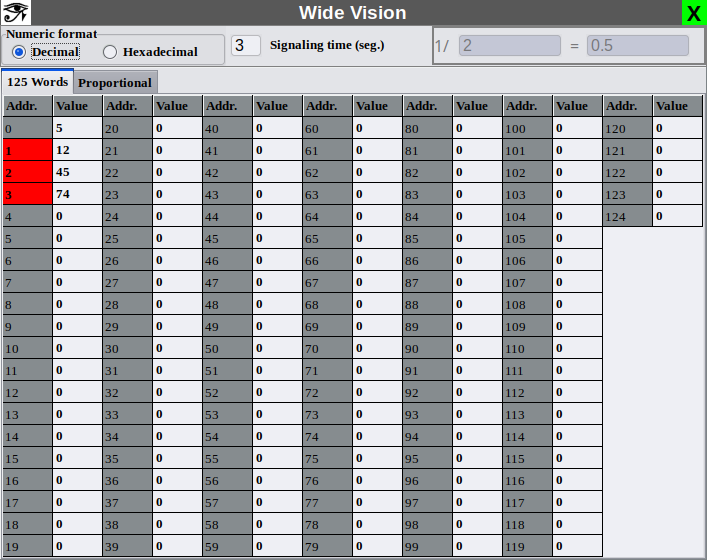 Wide Vision X
Numeric format
Decimal Hexadecimal 3 Signaling time (seg.) 1/ 2 = 0.5
125 Words Proportional
Addr. Value Addr. Value Addr. Value Addr. Value Addr. Value Addr. Value Addr. Value
0 5 20 0 40 0 60 0 80 0 100 0 120 0
1 12 21 0 41 0 61 0 81 0 101 0 121 0
2 45 22 0 42 0 62 0 82 0 102 0 122 0
3 74 23 0 43 0 63 0 83 0 103 0 123 0
4 0 24 0 44 0 64 0 84 0 104 0 124 0
5 0 25 0 45 0 65 0 85 0 105 0
6 0 26 0 46 0 66 0 86 0 106 0
7 0 27 0 47 0 67 0 87 0 107 0
8 0 28 0 48 0 68 0 88 0 108 0
9 0 29 0 49 0 69 0 89 0 109 0
10 0 30 0 50 0 70 0 90 0 110 0
11 0 31 0 51 0 71 0 91 0 111 0
12 0 32 0 52 0 72 0 92 0 112 0
13 0 33 0 53 0 73 0 93 0 113 0
14 0 34 0 54 0 74 0 94 0 114 0
15 0 35 0 55 0 75 0 95 0 115 0
16 0 36 0 56 0 76 0 96 0 116 0
17 0 37 0 57 0 77 0 97 0 117 0
18 0 38 0 58 0 78 0 98 0 118 0
19 0 39 0 59 0 79 0 99 0 119 0